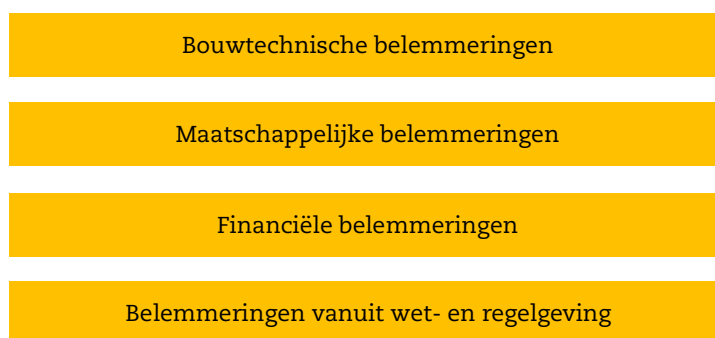 Bouwtechnische belemmeringen
Maatschappelijke belemmeringen
Financiële belemmeringen
Belemmeringen vanuit wet- en regelgeving